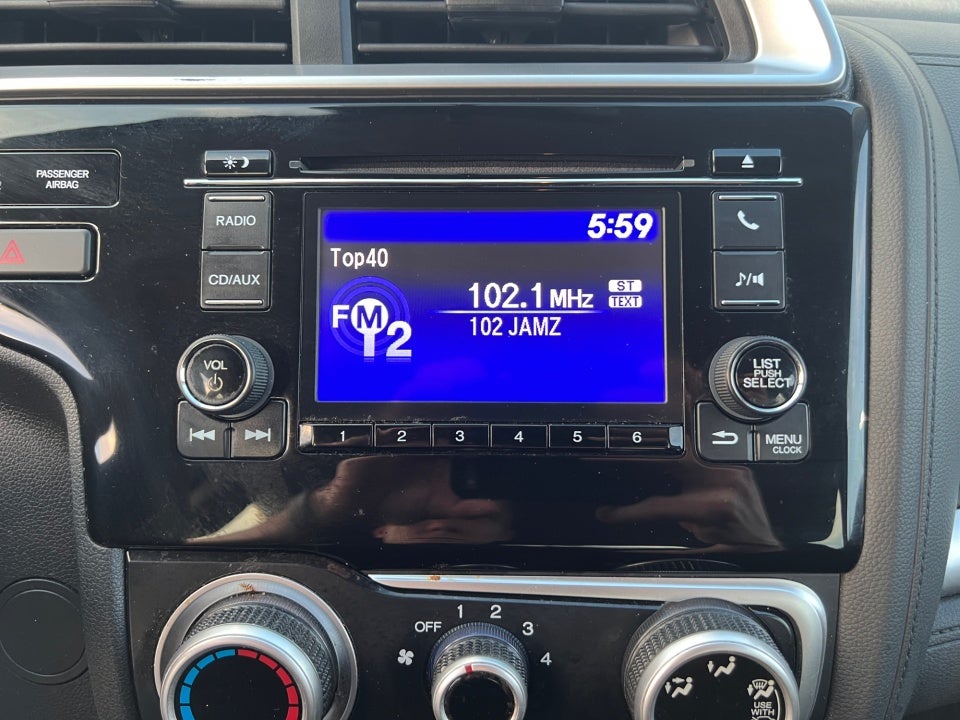 PASSENGER
AIRBAG
RADIO
CD/AUX
VOL
5:59
Top40
FM2
102.1 MHz
ST
TEXT
102 JAMZ
1 2 3 4 5 6
LIST
PUSH
SELECT
MENU
CLOCK
OFF 1 2 3 4
USE
WITH